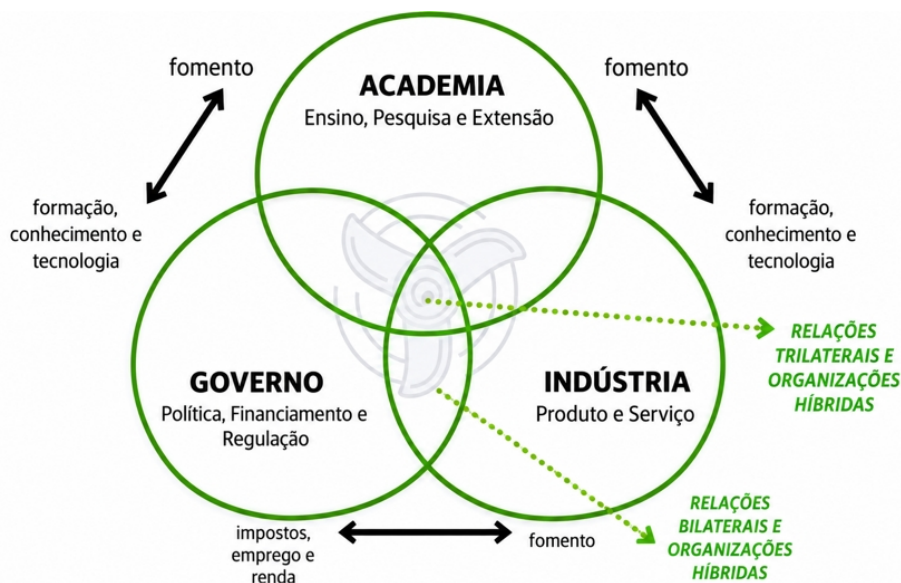 fomento
ACADEMIA
Ensino, Pesquisa e Extensão
fomento
formação,
conhecimento e
tecnologia
formação,
conhecimento e
tecnologia
GOVERNO
Política, Financiamento e
Regulação
INDÚSTRIA
Produto e Serviço
RELAÇÕES
TRILATERAIS E
ORGANIZAÇÕES
HÍBRIDAS
impostos,
emprego e
renda
fomento
RELAÇÕES
BILATERAIS E
ORGANIZAÇÕES
HÍBRIDAS